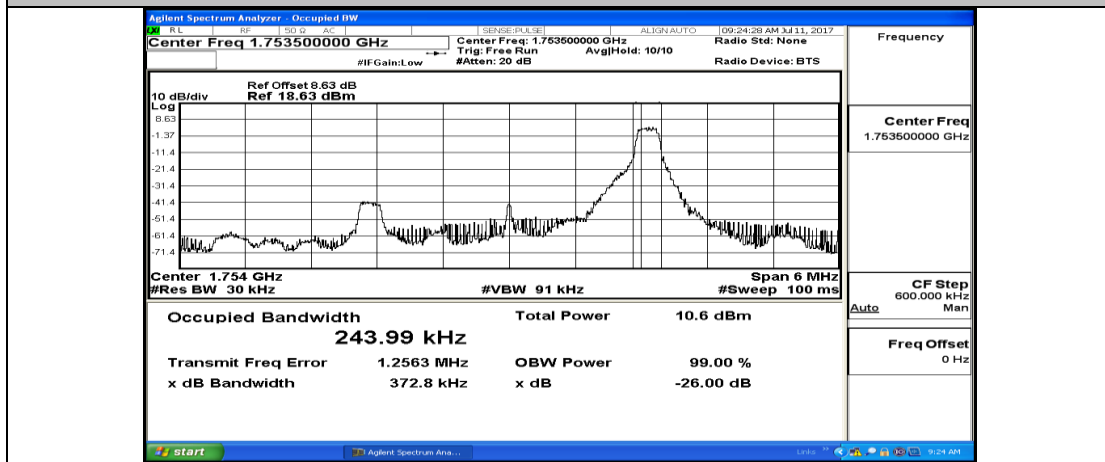 Agilent Spectrum Analyzer - Occupied BW
LXI RL RF 50 Ω AC SENSE:PULSE ALIGN AUTO 09:24:28 AM Jul 11, 2017
Center Freq 1.753500000 GHz Center Freq: 1.753500000 GHz Radio Std: None Frequency
Trig: Free Run Avg|Hold: 10/10
#IFGain:Low #Atten: 20 dB Radio Device: BTS
Ref Offset 8.63 dB
10 dB/div Ref 18.63 dBm
Log
8.63
-1.37
-11.4
-21.4
-31.4
-41.4
-51.4
-61.4
-71.4
Center Freq
1.753500000 GHz
Center 1.754 GHz Span 6 MHz
#Res BW 30 kHz #VBW 91 kHz #Sweep 100 ms
CF Step
600.000 kHz
Auto Man
Occupied Bandwidth Total Power 10.6 dBm
243.99 kHz
Freq Offset
0 Hz
Transmit Freq Error 1.2563 MHz OBW Power 99.00 %
x dB Bandwidth 372.8 kHz x dB -26.00 dB
start Agilent Spectrum Ana... Links » 9:24 AM